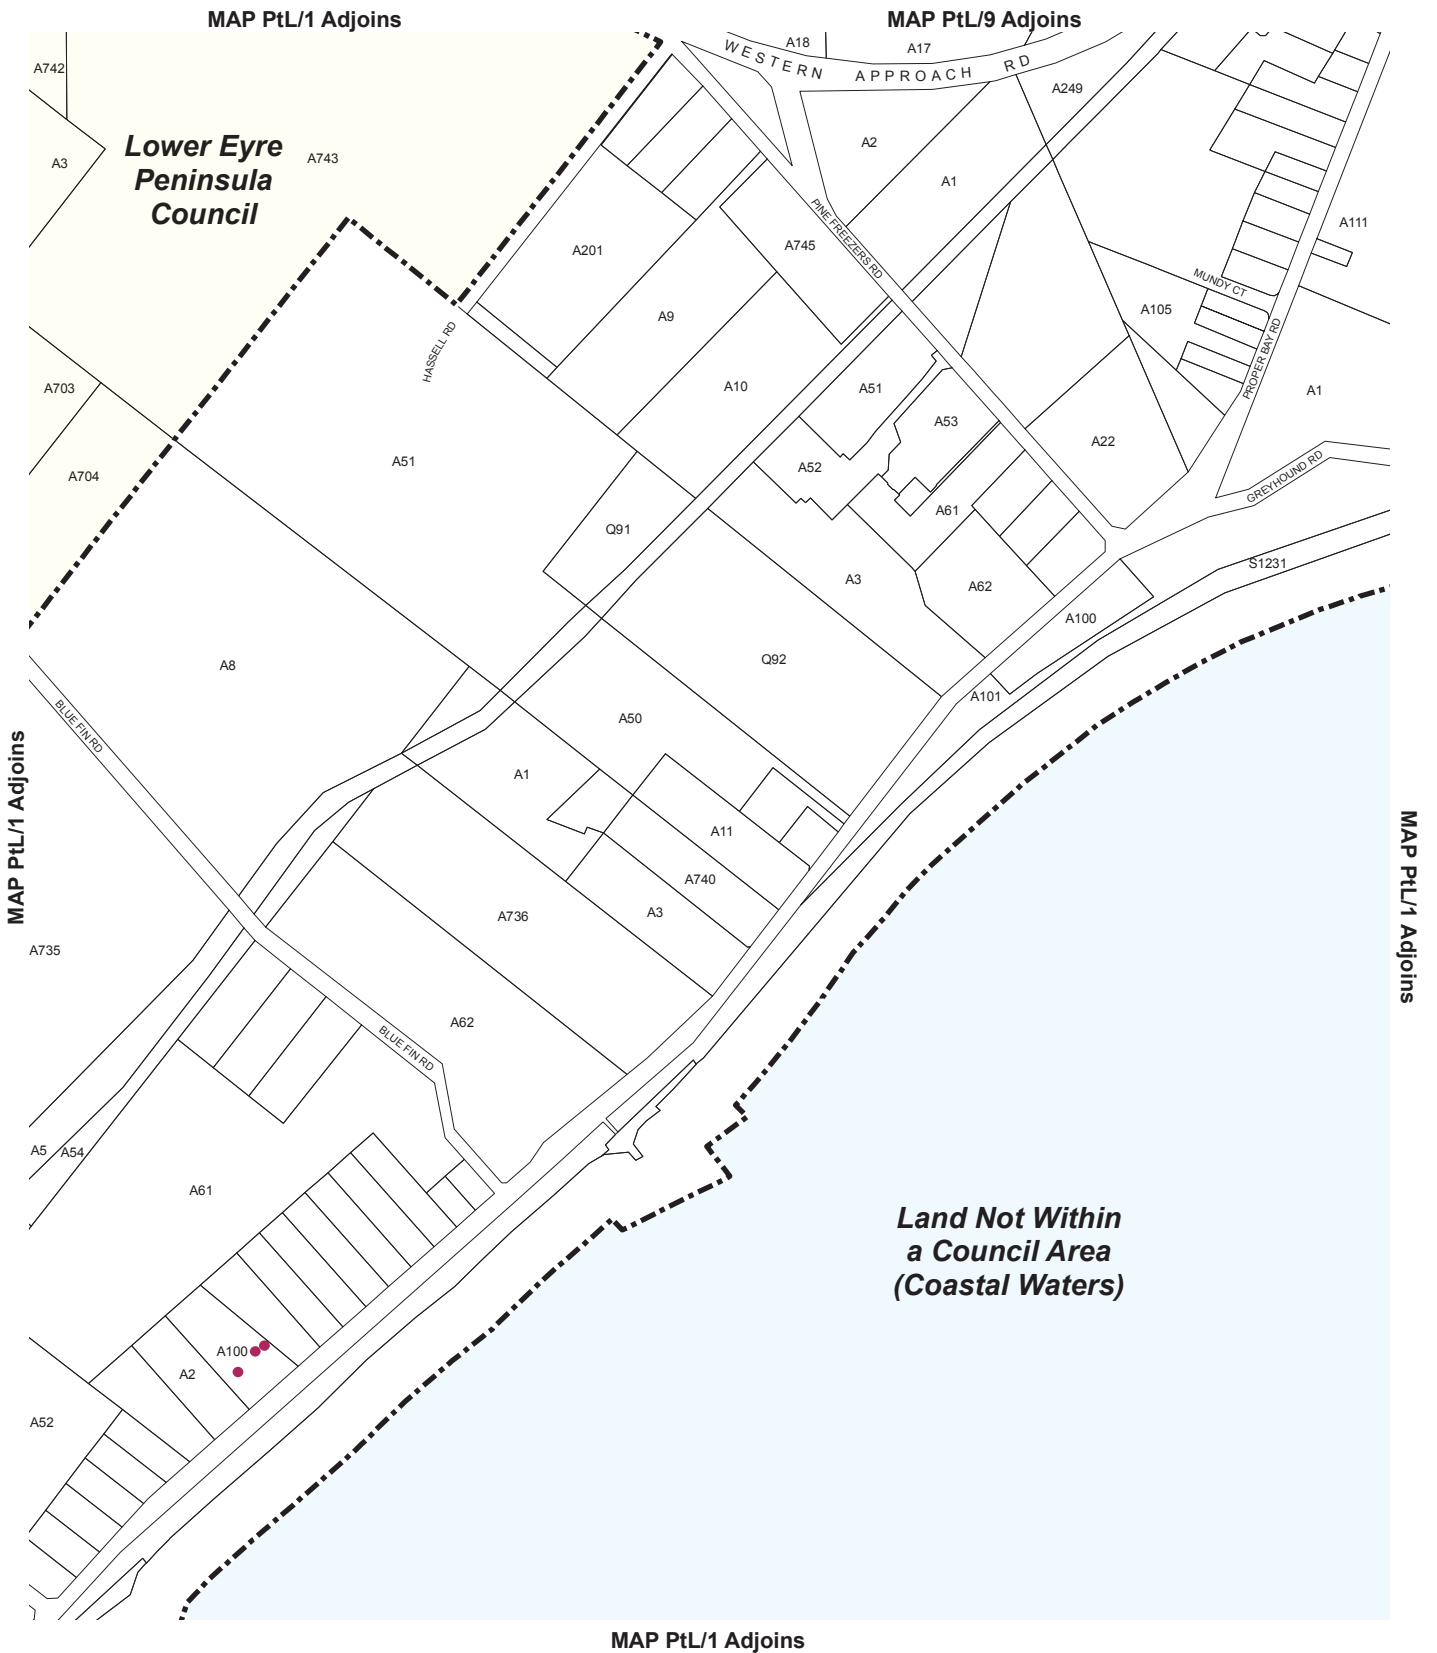 MAP PtL/1 Adjoins
MAP PtL/9 Adjoins
A742
A3
Lower Eyre
Peninsula
Council
A743
A18
A17
WESTERN APPROACH RD
A249
A2
A1
A111
A201
A745
PINE FREEZERS RD
MUNDY CT
A9
A105
HASSELL RD
PROPER BAY RD
A703
A10
A51
A1
A53
A22
A51
A52
A704
GREYHOUND RD
A61
Q91
S1231
A3
A62
A100
A8
Q92
A101
BLUE FIN RD
A50
MAP PtL/1 Adjoins
A1
A11
MAP PtL/1 Adjoins
A740
A736
A3
A735
A62
BLUE FIN RD
A5
A54
A61
Land Not Within
a Council Area
(Coastal Waters)
A100
A2
A52
MAP PtL/1 Adjoins